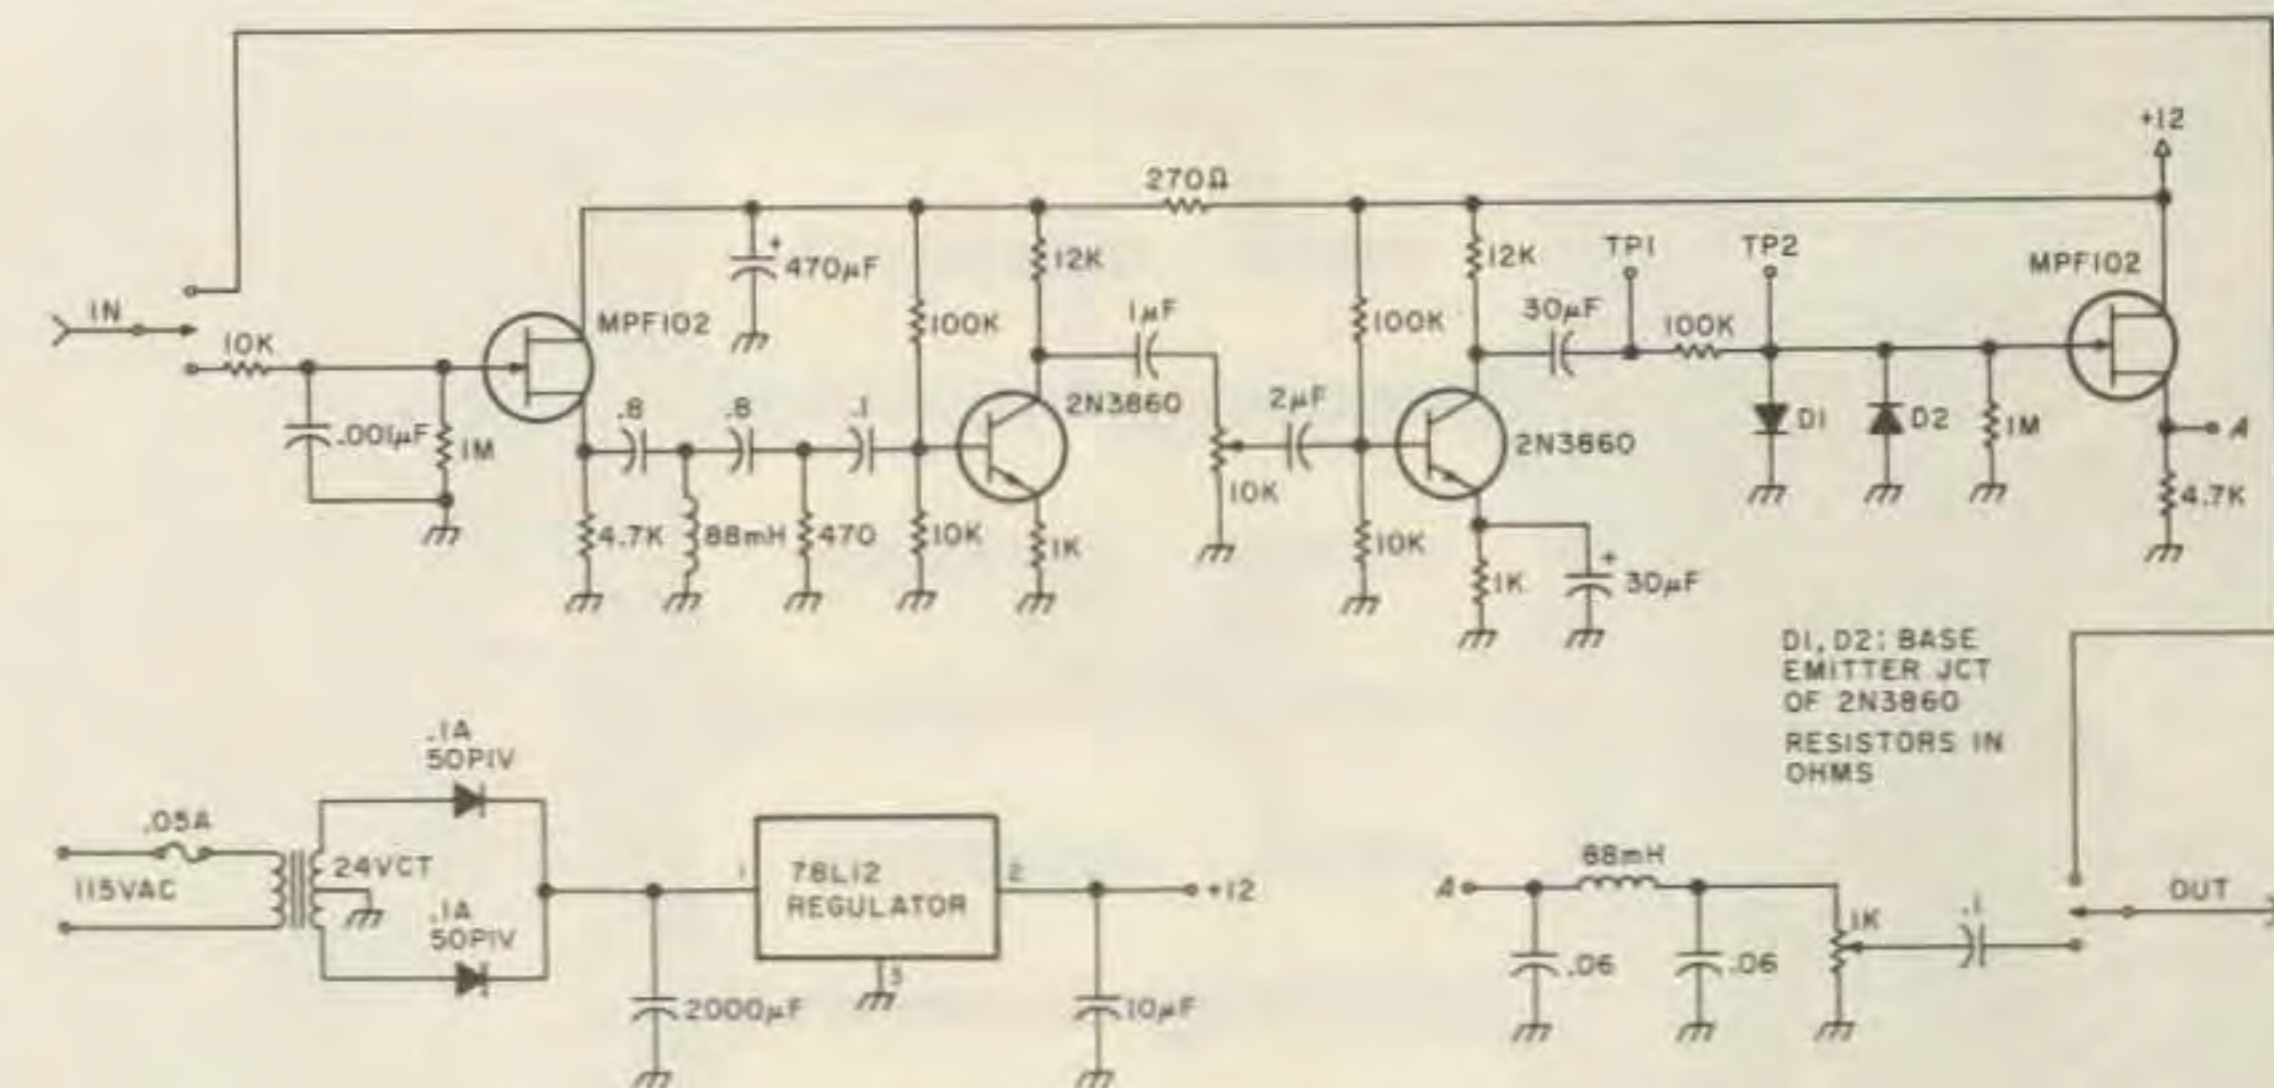 +12
270Ω
IN
10K
.001µF
1M
MPF102
470µF
100K
12K
1µF
2N3860
.8
.8
.1
4.7K
88mH
470
10K
1K
10K
2µF
100K
12K
30µF
TP1
100K
TP2
MPF102
2N3860
D1
D2
1M
A
4.7K
10K
1K
30µF
D1, D2: BASE
EMITTER JCT
OF 2N3860
RESISTORS IN
OHMS
.1A
50PIV
.05A
115VAC
24VCT
.1A
50PIV
1
78L12
REGULATOR
2
3
+12
2000µF
10µF
A
88mH
.06
.06
1K
.1
OUT